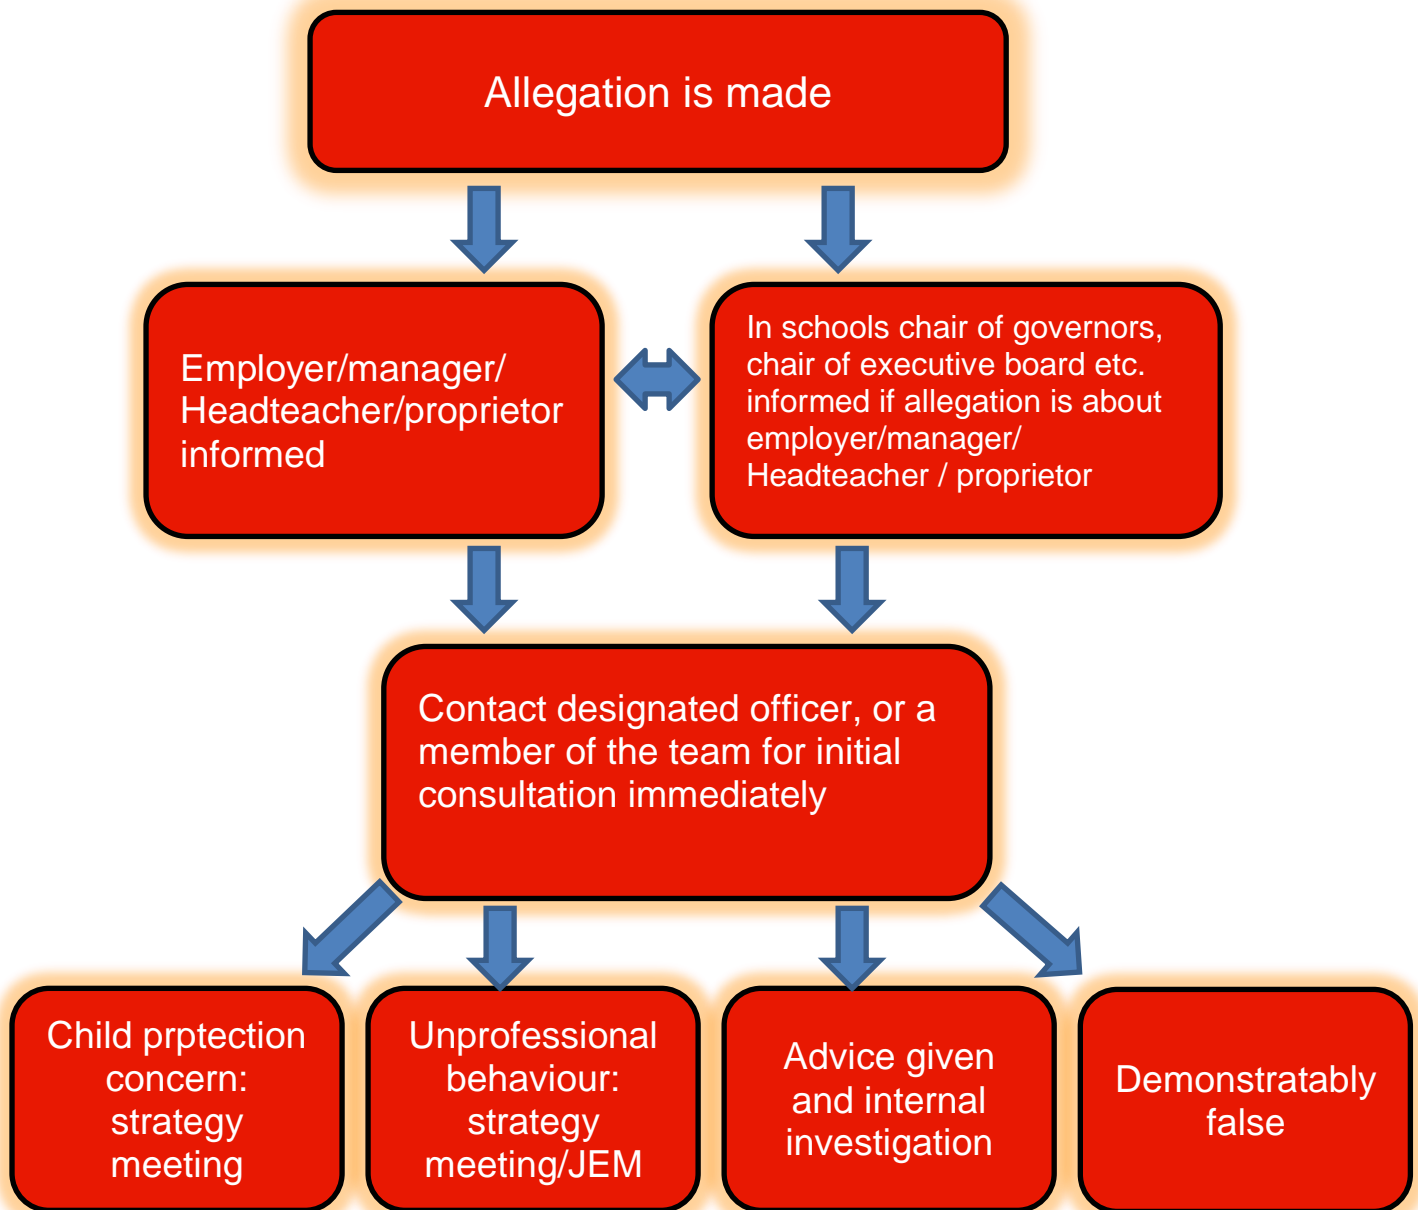 Allegation is made
Employer/manager/
Headteacher/proprietor
informed
In schools chair of governors,
chair of executive board etc.
informed if allegation is about
employer/manager/
Headteacher / proprietor
Contact designated officer, or a
member of the team for initial
consultation immediately
Child prptection
concern:
strategy
meeting
Unprofessional
behaviour:
strategy
meeting/JEM
Advice given
and internal
investigation
Demonstratably
false